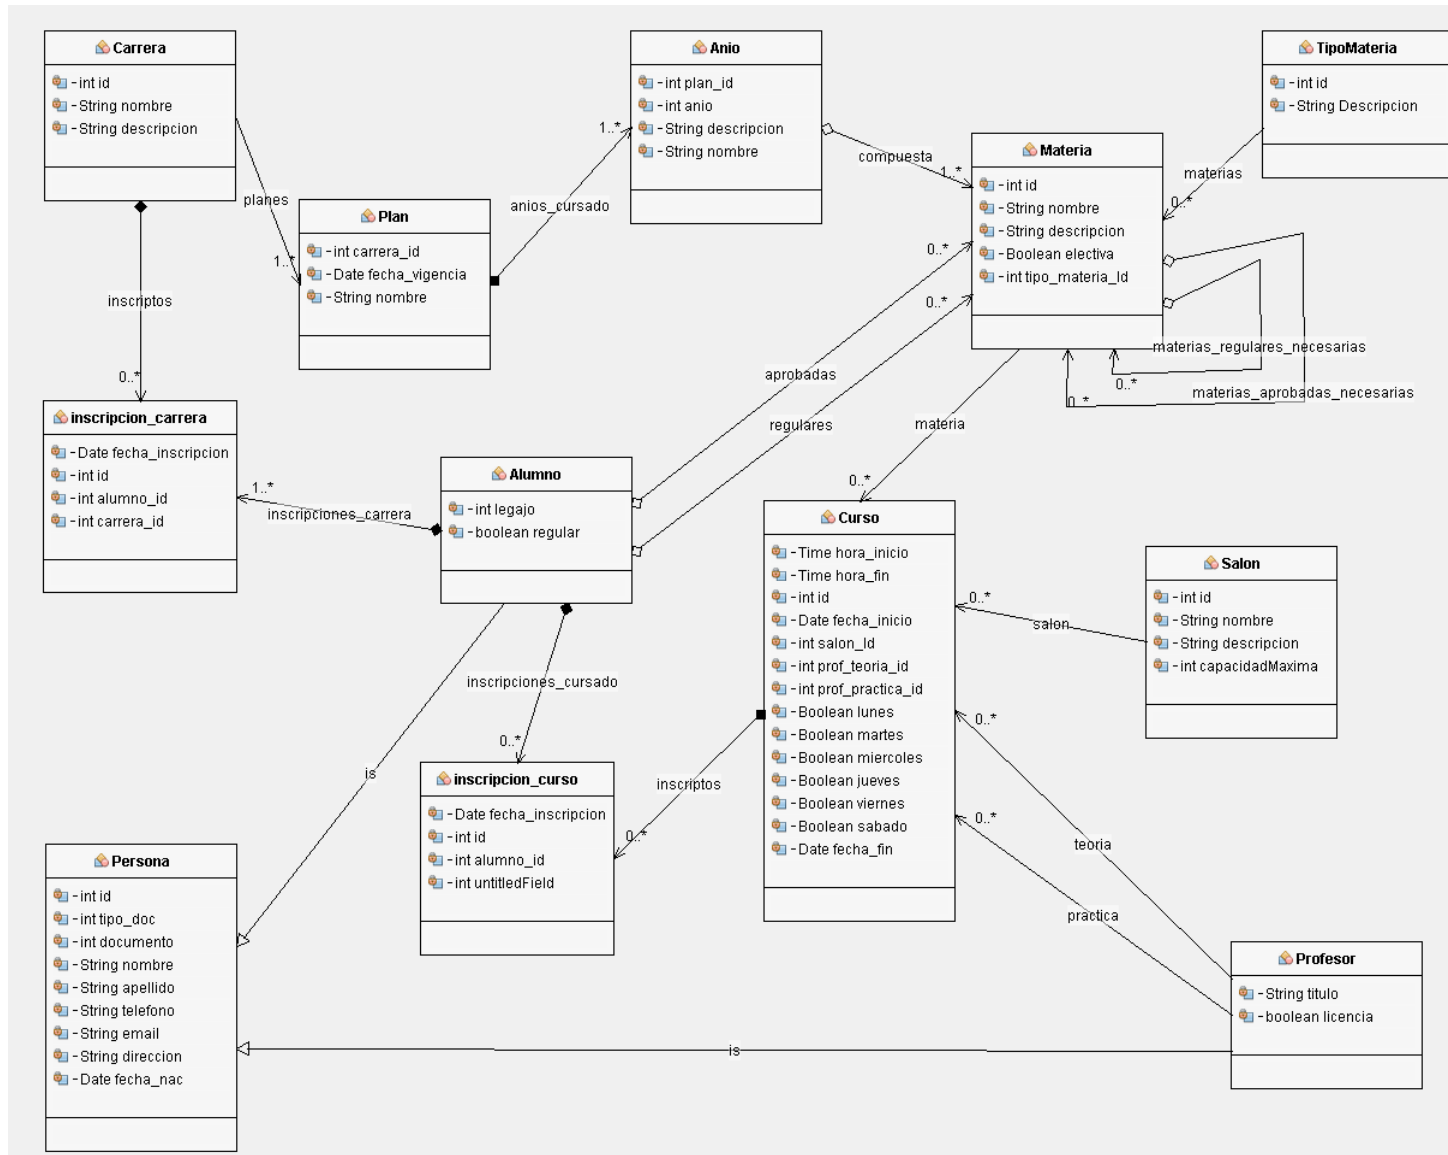 Carrera
- int id
- String nombre
- String descripcion
Anio
- int plan_id
- int anio
- String descripcion
- String nombre
TipoMateria
- int id
- String Descripcion
Materia
- int id
- String nombre
- String descripcion
- Boolean electiva
- int tipo_materia_Id
Plan
- int carrera_id
- Date fecha_vigencia
- String nombre
planes
1..*
anios_cursado
1..*
compuesta
1..*
materias
0..*
inscriptos
0..*
aprobadas
0..*
regulares
0..*
materias_regulares_necesarias
0..*
materias_aprobadas_necesarias
0..*
materia
0..*
inscripcion_carrera
- Date fecha_inscripcion
- int id
- int alumno_id
- int carrera_id
1..*
inscripciones_carrera
Alumno
- int legajo
- boolean regular
Curso
- Time hora_inicio
- Time hora_fin
- int id
- Date fecha_inicio
- int salon_Id
- int prof_teoria_id
- int prof_practica_id
- Boolean lunes
- Boolean martes
- Boolean miercoles
- Boolean jueves
- Boolean viernes
- Boolean sabado
- Date fecha_fin
Salon
- int id
- String nombre
- String descripcion
- int capacidadMaxima
0..*
salon
inscripciones_cursado
0..*
is
inscripcion_curso
- Date fecha_inscripcion
- int id
- int alumno_id
- int untitledField
inscriptos
0..*
0..*
teoria
0..*
practica
Persona
- int id
- int tipo_doc
- int documento
- String nombre
- String apellido
- String telefono
- String email
- String direccion
- Date fecha_nac
Profesor
- String titulo
- boolean licencia
is